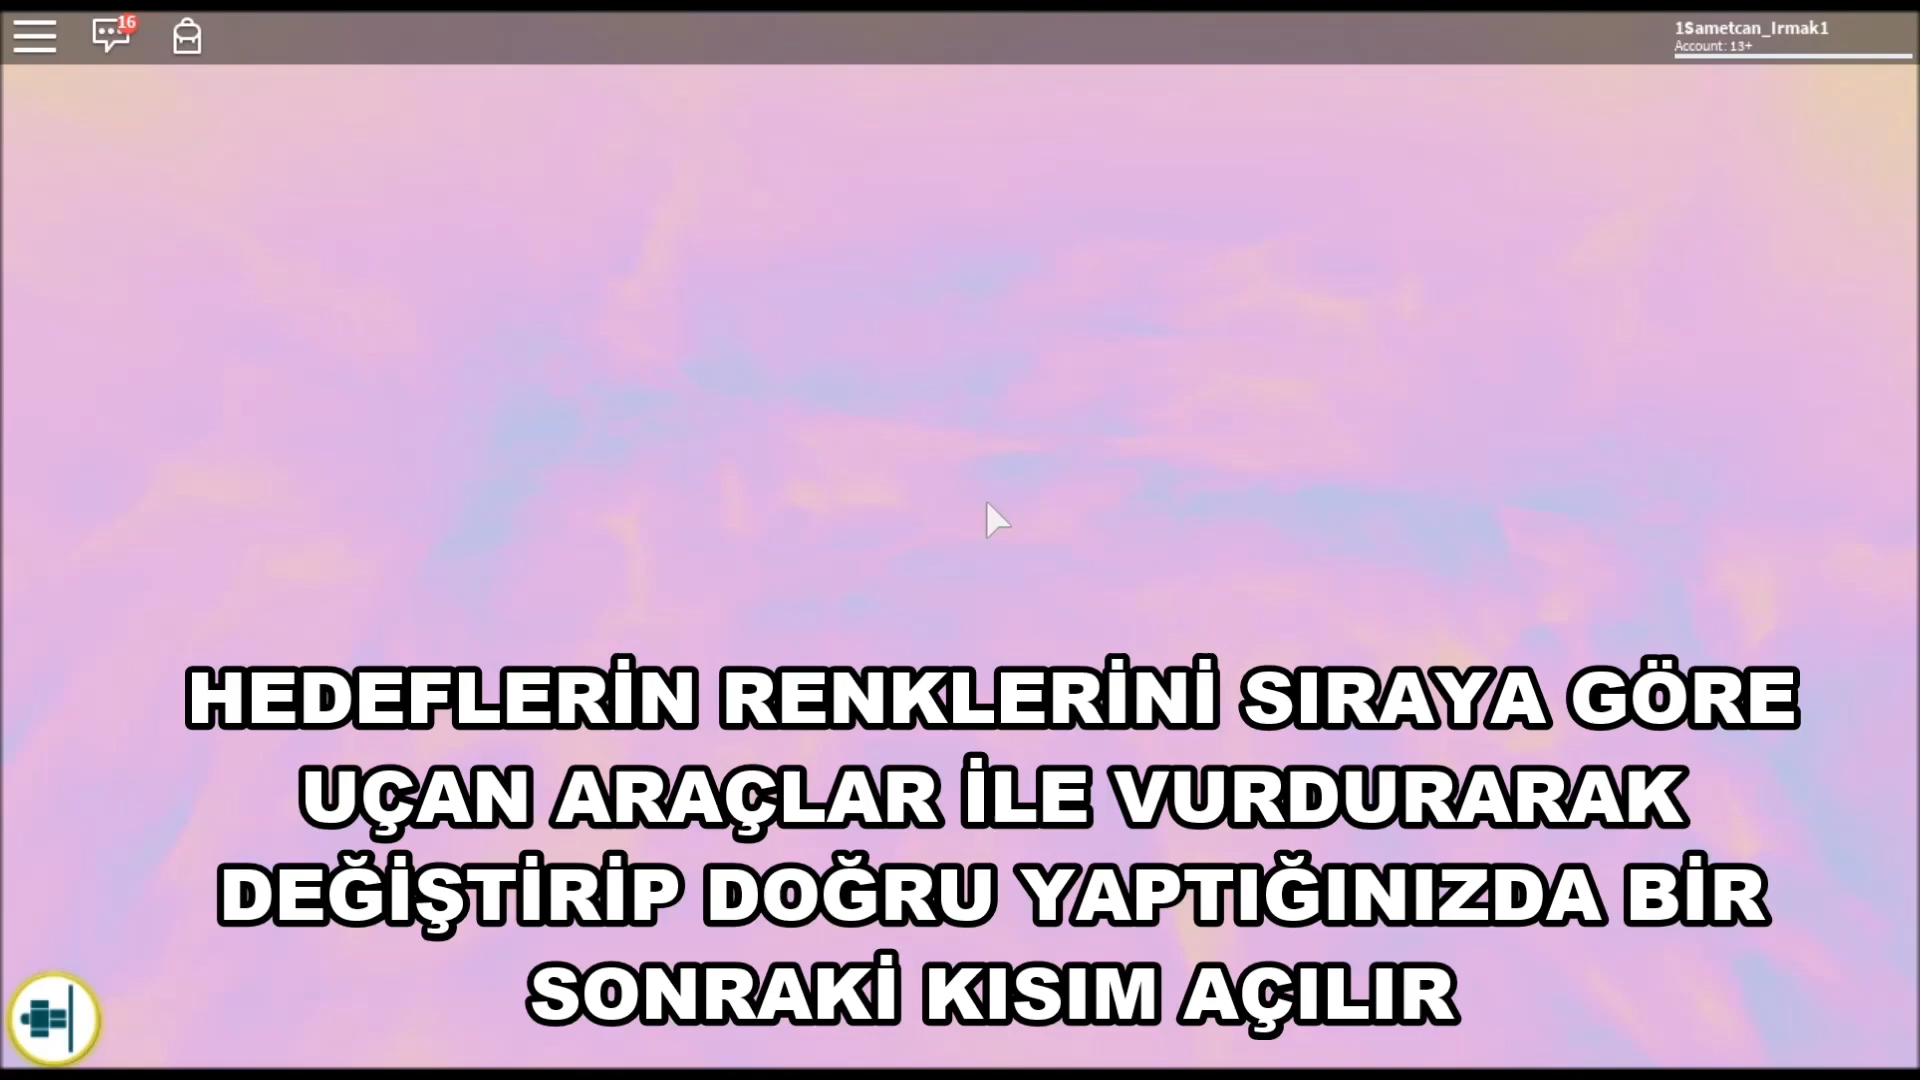 16
1Sametcan_Irmak1
Account: 13+
HEDEFLERİN RENKLERİNİ SIRAYA GÖRE
UÇAN ARAÇLAR İLE VURDURARAK
DEĞİŞTİRİP DOĞRU YAPTIĞINIZDA BİR
SONRAKİ KISIM AÇILIR